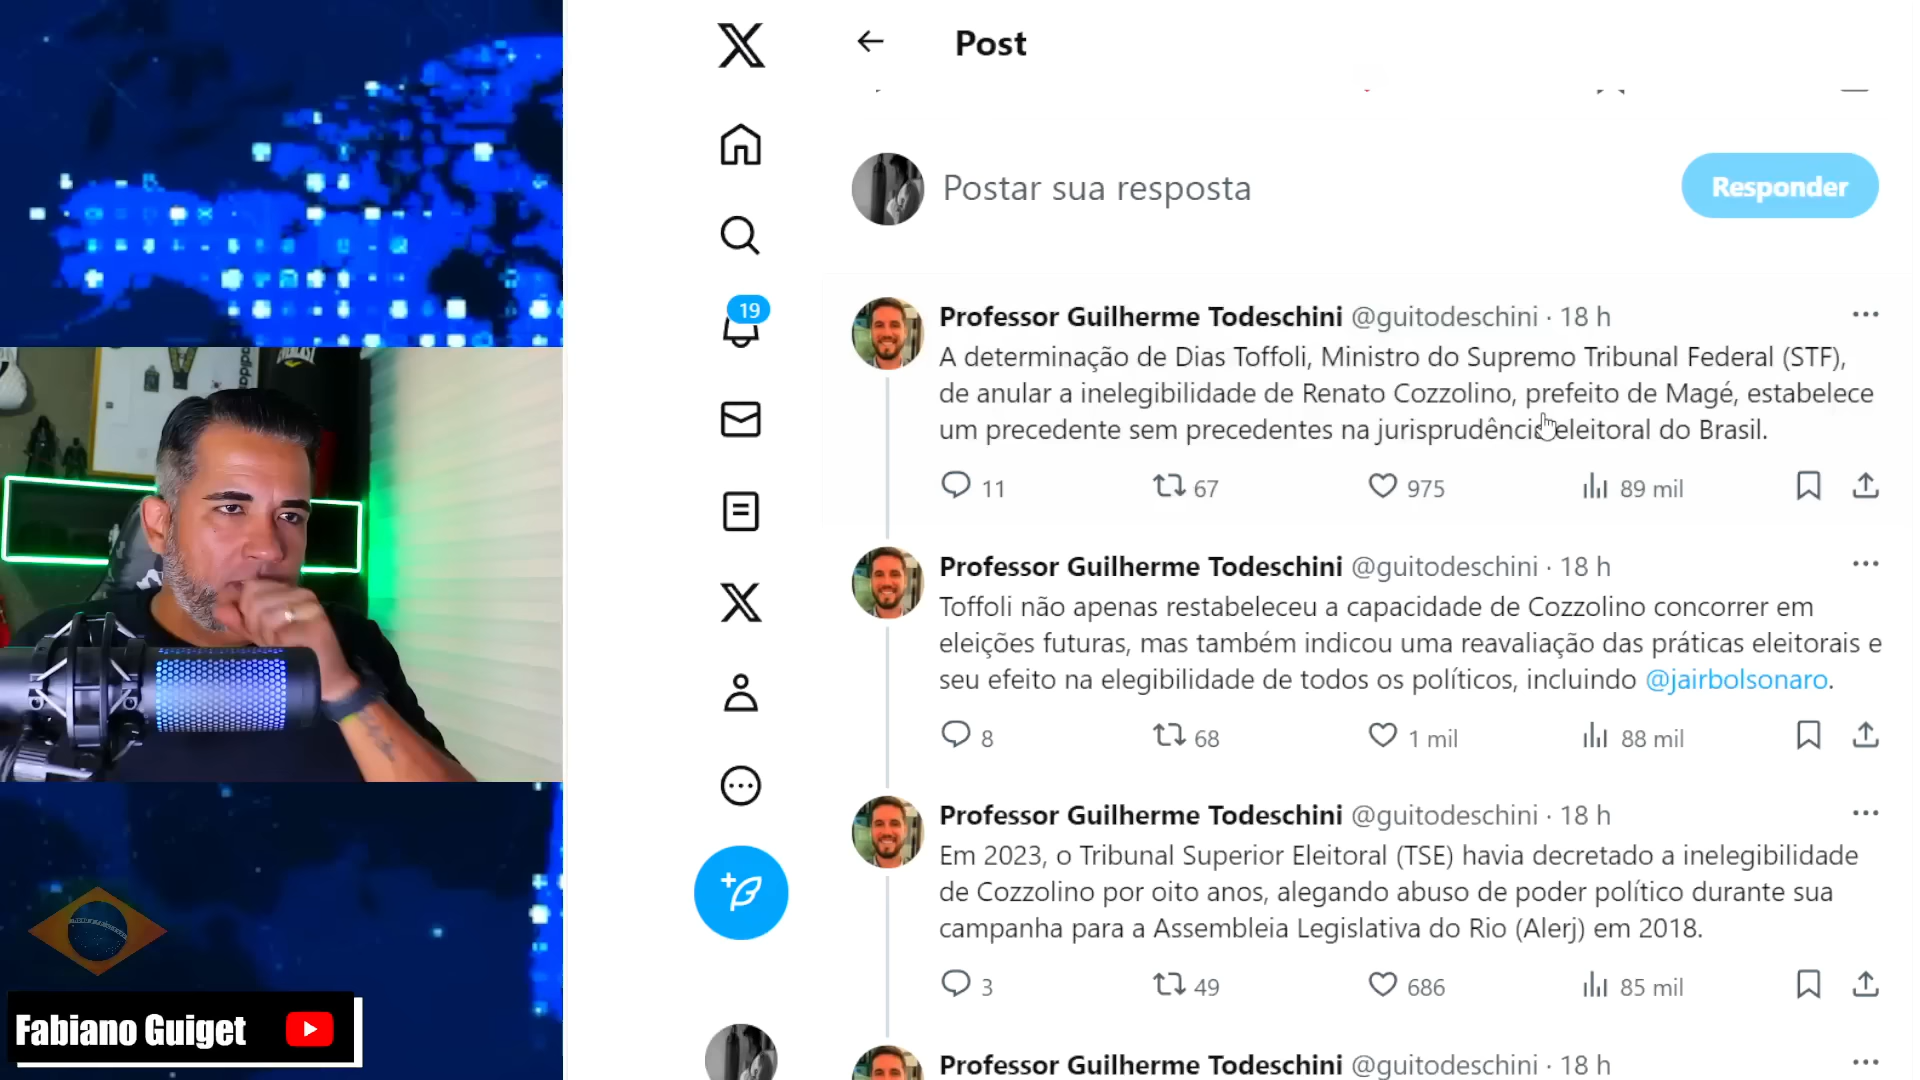 Post
19
Postar sua resposta
Responder
Professor Guilherme Todeschini @guitodeschini · 18 h
A determinação de Dias Toffoli, Ministro do Supremo Tribunal Federal (STF),
de anular a inelegibilidade de Renato Cozzolino, prefeito de Magé, estabelece
um precedente sem precedentes na jurisprudência eleitoral do Brasil.
11 67 975 89 mil
Professor Guilherme Todeschini @guitodeschini · 18 h
Toffoli não apenas restabeleceu a capacidade de Cozzolino concorrer em
eleições futuras, mas também indicou uma reavaliação das práticas eleitorais e
seu efeito na elegibilidade de todos os políticos, incluindo @jairbolsonaro.
8 68 1 mil 88 mil
Professor Guilherme Todeschini @guitodeschini · 18 h
Em 2023, o Tribunal Superior Eleitoral (TSE) havia decretado a inelegibilidade
de Cozzolino por oito anos, alegando abuso de poder político durante sua
campanha para a Assembleia Legislativa do Rio (Alerj) em 2018.
3 49 686 85 mil
Professor Guilherme Todeschini @guitodeschini · 18 h
EVERLAST
Fabiano Guiget